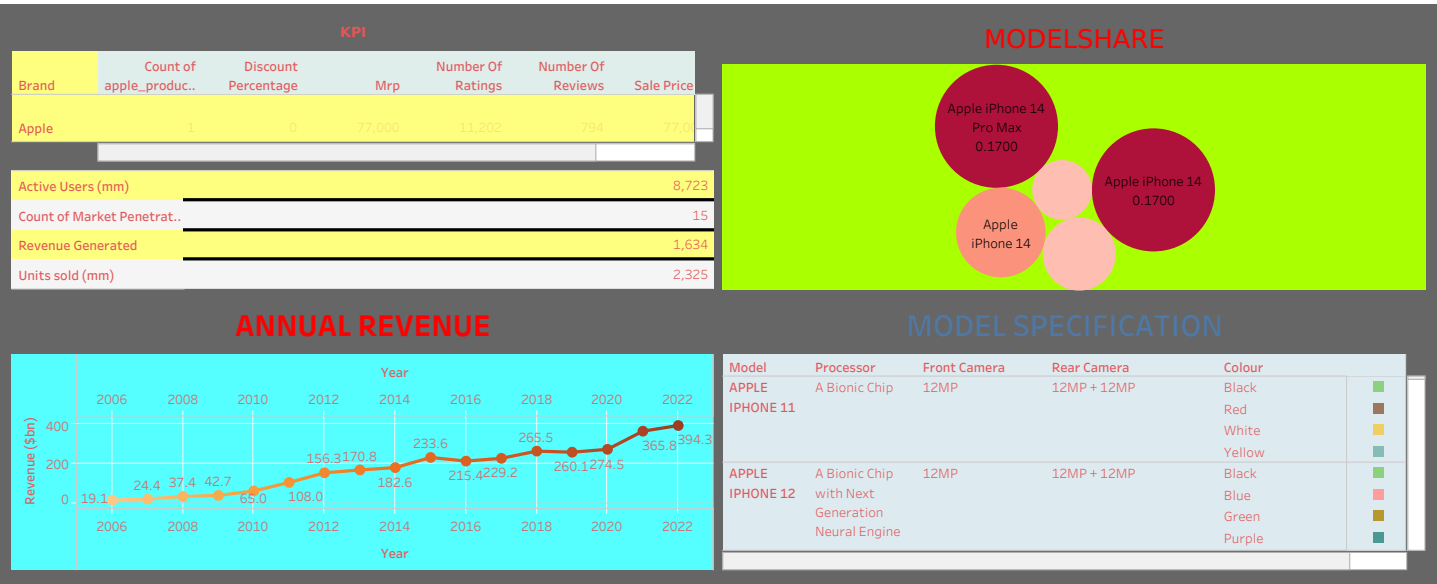 KPI
Count of Discount Number Of Number Of
Brand apple_produc.. Percentage Mrp Ratings Reviews Sale Price
Apple 1 0 77,000 11,202 794 77,00
Active Users (mm) 8,723
Count of Market Penetrat.. 15
Revenue Generated 1,634
Units sold (mm) 2,325
MODELSHARE
Apple iPhone 14
Pro Max
0.1700
Apple iPhone 14
0.1700
Apple
iPhone 14
ANNUAL REVENUE
Year
2006 2008 2010 2012 2014 2016 2018 2020 2022
Revenue ($bn)
400
200
0
19.1 24.4 37.4 42.7 65.0 108.0 156.3 170.8 182.6 233.6 215.4 229.2 265.5 260.1 274.5 365.8 394.3
2006 2008 2010 2012 2014 2016 2018 2020 2022
Year
MODEL SPECIFICATION
Model Processor Front Camera Rear Camera Colour
APPLE A Bionic Chip 12MP 12MP + 12MP Black
IPHONE 11 Red
White
Yellow
APPLE A Bionic Chip 12MP 12MP + 12MP Black
IPHONE 12 with Next Blue
Generation Green
Neural Engine Purple